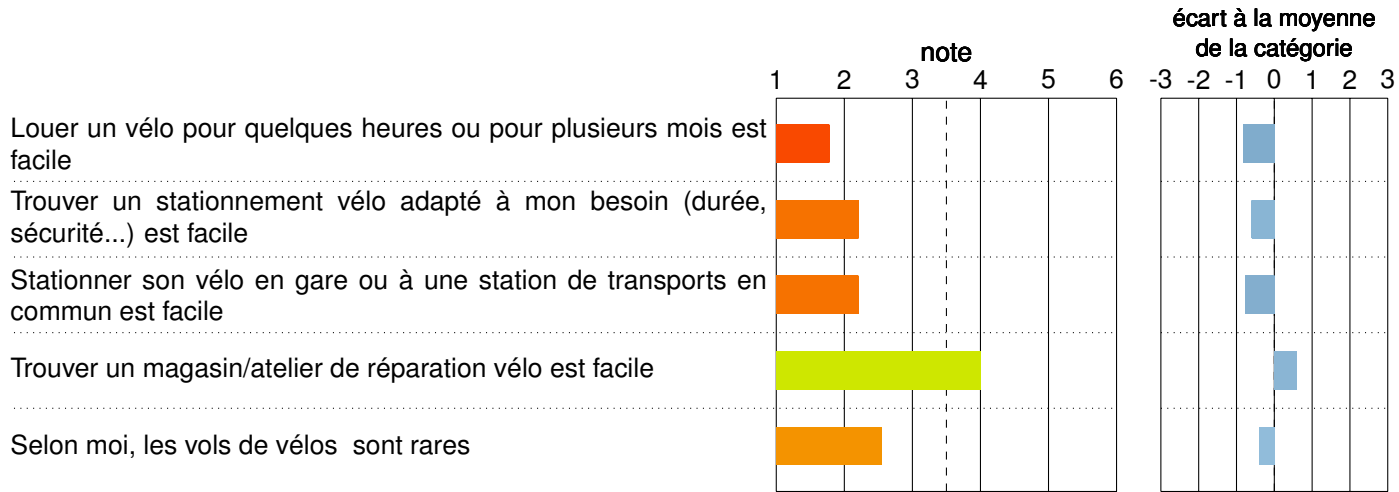 écart à la moyenne
note
de la catégorie
1 2 3 4 5 6
-3 -2 -1 0 1 2 3
Louer un vélo pour quelques heures ou pour plusieurs mois est
facile
Trouver un stationnement vélo adapté à mon besoin (durée,
sécurité...) est facile
Stationner son vélo en gare ou à une station de transports en
commun est facile
Trouver un magasin/atelier de réparation vélo est facile
Selon moi, les vols de vélos sont rares